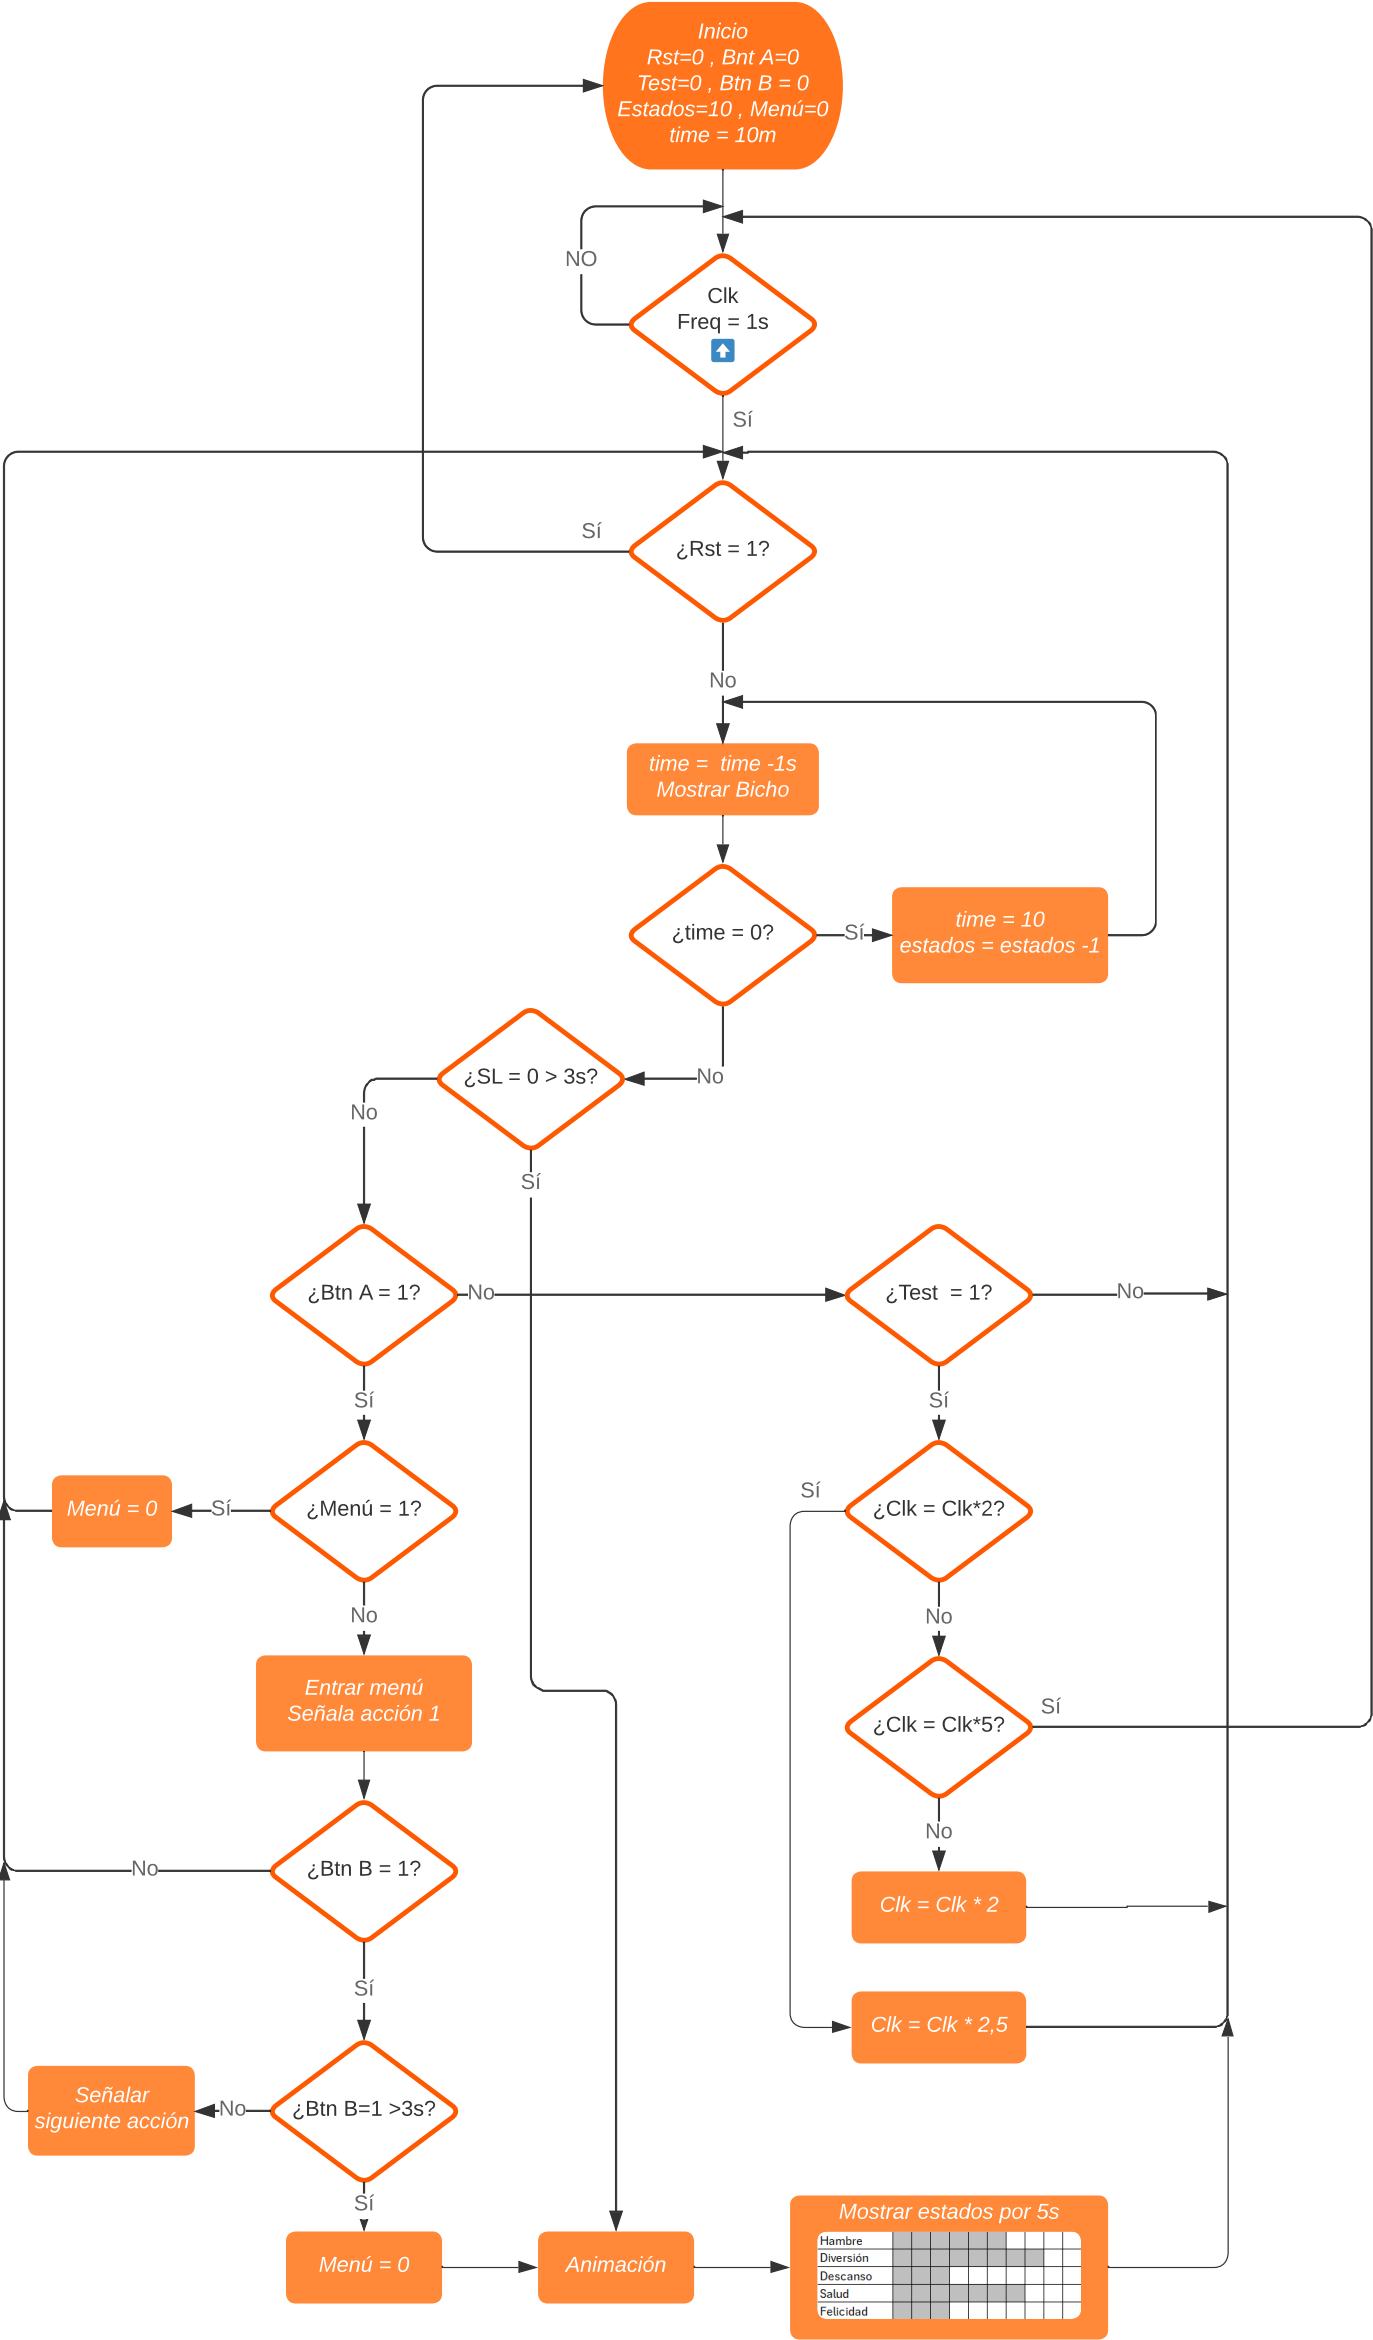 Inicio
Rst=0 , Bnt A=0
Test=0 , Btn B = 0
Estados=10 , Menú=0
time = 10m
NO
Clk
Freq = 1s
Sí
Sí
¿Rst = 1?
No
time =  time -1s
Mostrar Bicho
¿time = 0?
Sí
time = 10
estados = estados -1
No
¿SL = 0 > 3s?
No
Sí
¿Btn A = 1?
No
¿Test  = 1?
No
Sí
Sí
Menú = 0
Sí
¿Menú = 1?
Sí
¿Clk = Clk*2?
No
No
Entrar menú
Señala acción 1
Sí
¿Clk = Clk*5?
No
No
¿Btn B = 1?
Clk = Clk * 2
Sí
Clk = Clk * 2,5
Señalar
siguiente acción
No
¿Btn B=1 >3s?
Sí
Menú = 0
Animación
Mostrar estados por 5s
Hambre
Diversión
Descanso
Salud
Felicidad